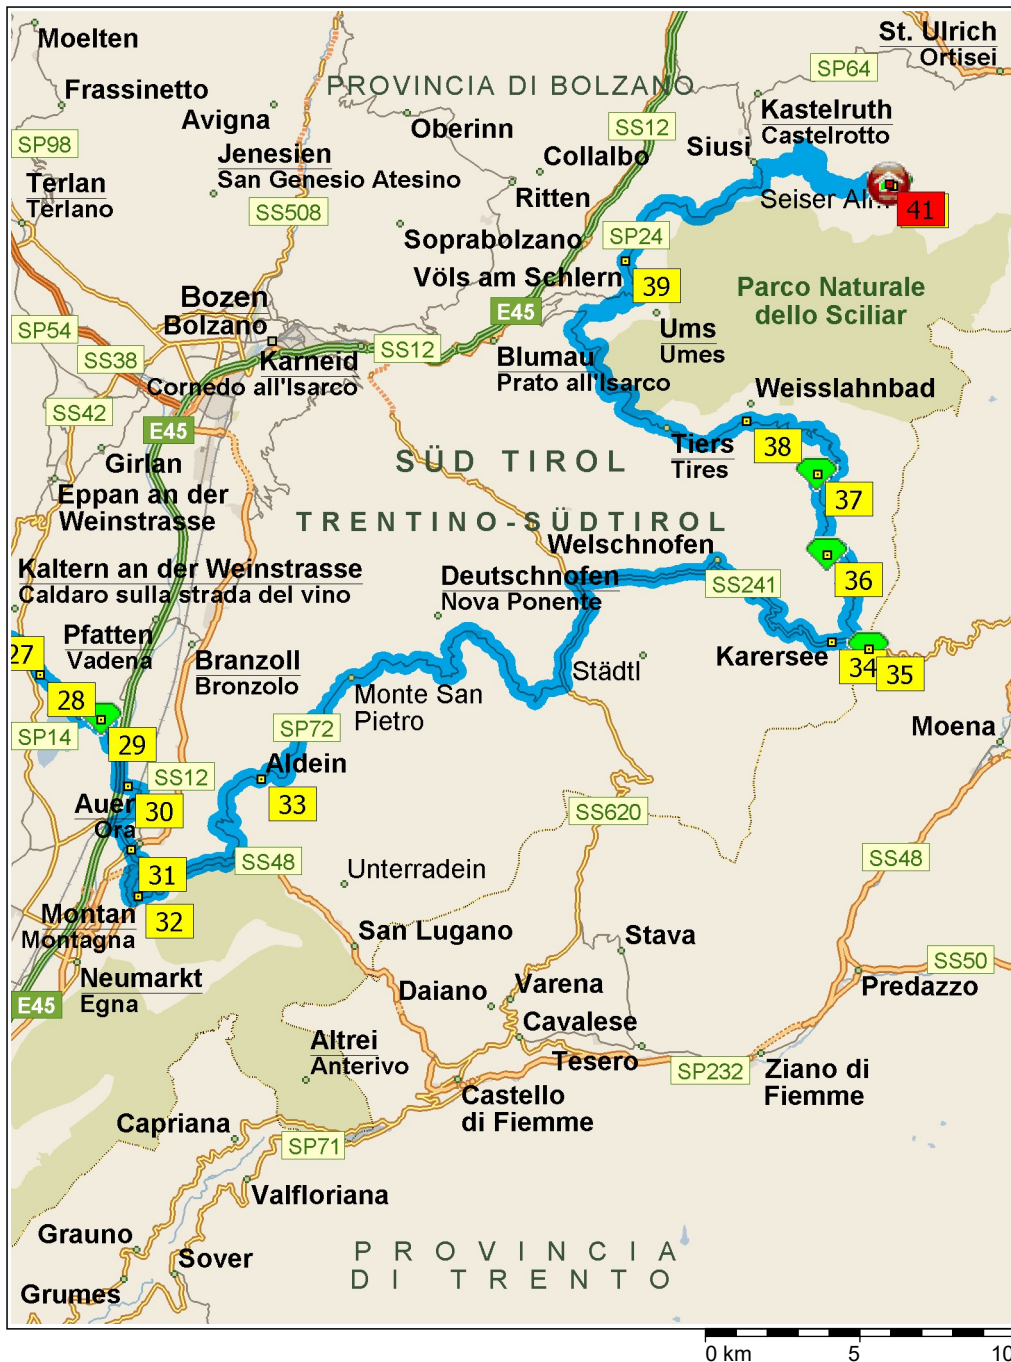 Moelten
St. Ulrich
Ortisei
SP64
PROVINCIA DI BOLZANO
Frassinetto
Avigna
Oberinn
SS12
Kastelruth
Castelrotto
SP98
Jenesien
San Genesio Atesino
Collalbo
Siusi
Terlan
Terlano
Ritten
Seiser Al
41
SS508
Soprabolzano
SP24
Völs am Schlern
39
Parco Naturale
dello Sciliar
Bozen
Bolzano
E45
SP54
SS38
Karneid
Cornedo all'Isarco
SS12
Blumau
Prato all'Isarco
Ums
Umes
Weisslahnbad
SS42
E45
Girlan
SÜD TIROL
Tiers
Tires
38
37
Eppan an der
Weinstrasse
TRENTINO-SÜDTIROL
Welschnofen
Kaltern an der Weinstrasse
Caldaro sulla strada del vino
Deutschnofen
Nova Ponente
SS241
36
Pfatten
Vadena
27
Branzoll
Bronzolo
Städtl
Karersee
34
35
28
Monte San
Pietro
SP14
29
SP72
Moena
Aldein
33
SS12
Auer
Ora
30
SS620
31
SS48
Unterradein
SS48
Montan
Montagna
32
San Lugano
Stava
SS50
Neumarkt
Egna
E45
Daiano
Varena
Predazzo
Cavalese
Altrei
Anterivo
Tesero
SP232
Ziano di
Fiemme
Castello
di Fiemme
Capriana
SP71
Valfloriana
Grauno
Sover
PROVINCIA
DI TRENTO
Grumes
0 km 5 10